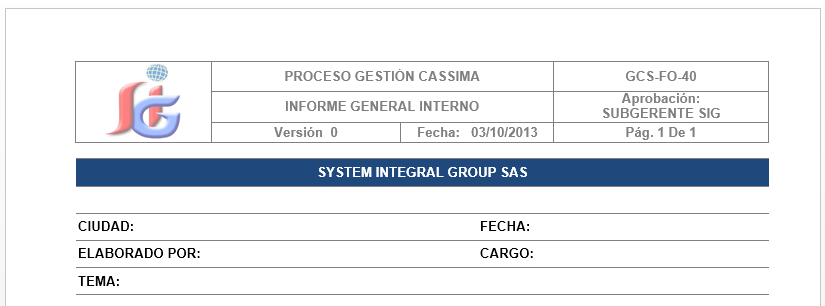 PROCESO GESTIÓN CASSIMA
GCS-FO-40
INFORME GENERAL INTERNO
Aprobación:
SUBGERENTE SIG
Versión 0
Fecha: 03/10/2013
Pág. 1 De 1
SYSTEM INTEGRAL GROUP SAS
CIUDAD:
FECHA:
ELABORADO POR:
CARGO:
TEMA: